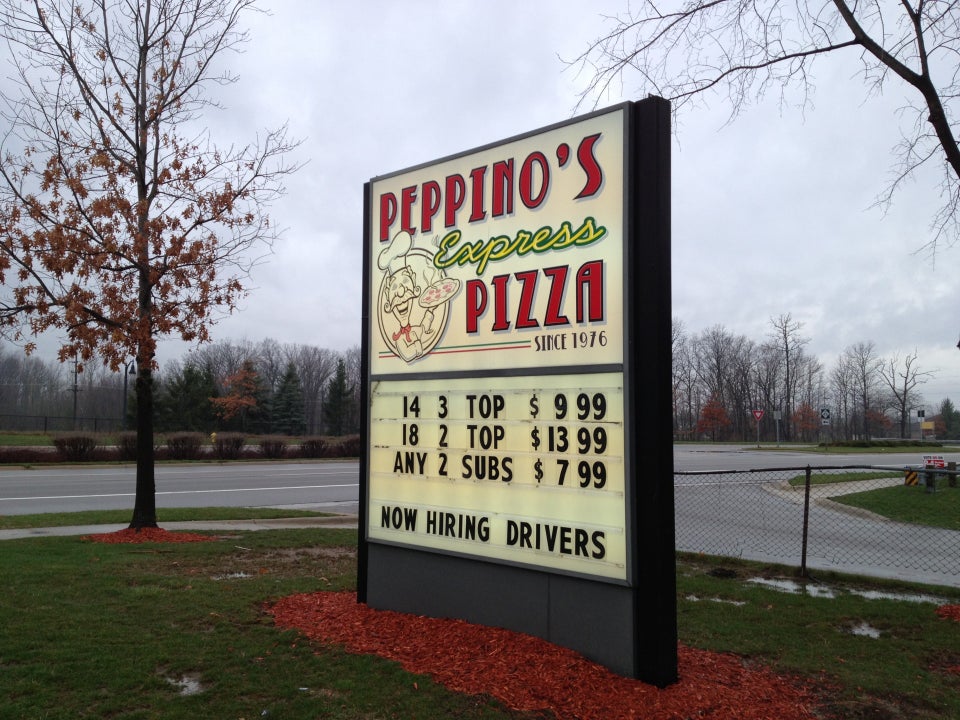 PEPPINO'S
Express
PIZZA
SINCE 1976
14 3 TOP $ 9 99
18 2 TOP $ 13 99
ANY 2 SUBS $ 7 99
NOW HIRING DRIVERS